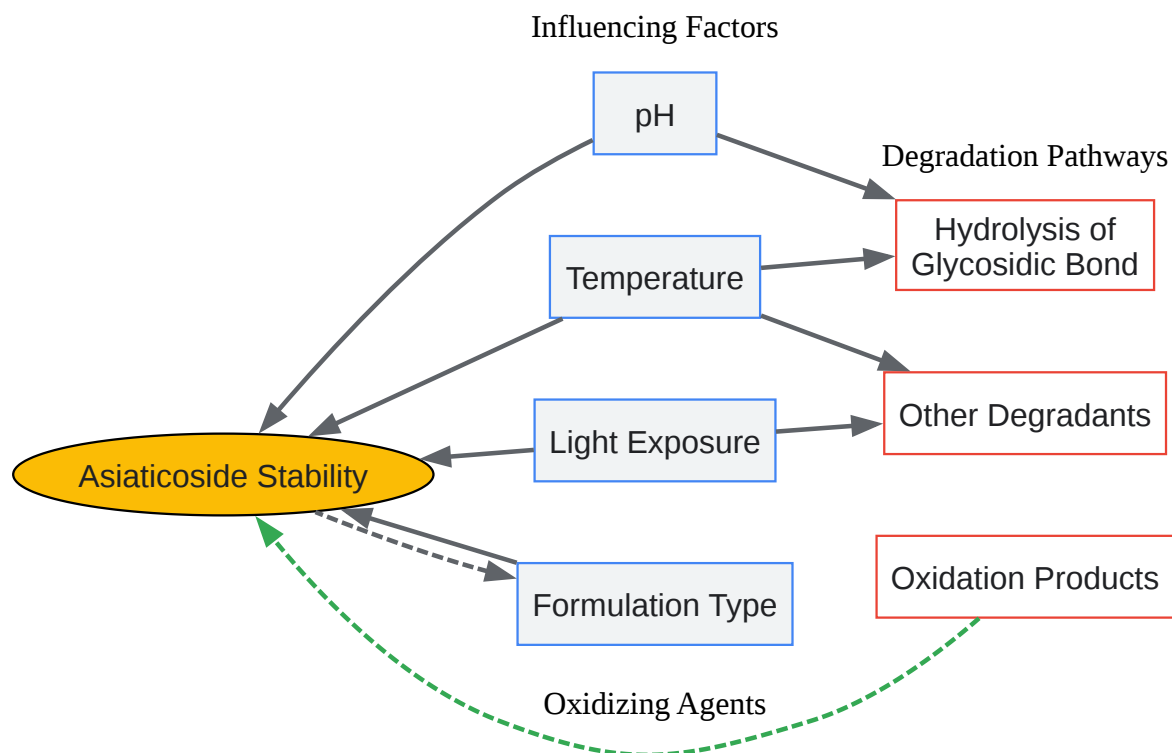 Influencing Factors
pH
Degradation Pathways
Hydrolysis of
Glycosidic Bond
Temperature
Other Degradants
Light Exposure
Asiaticoside Stability
Oxidation Products
Formulation Type
Oxidizing Agents